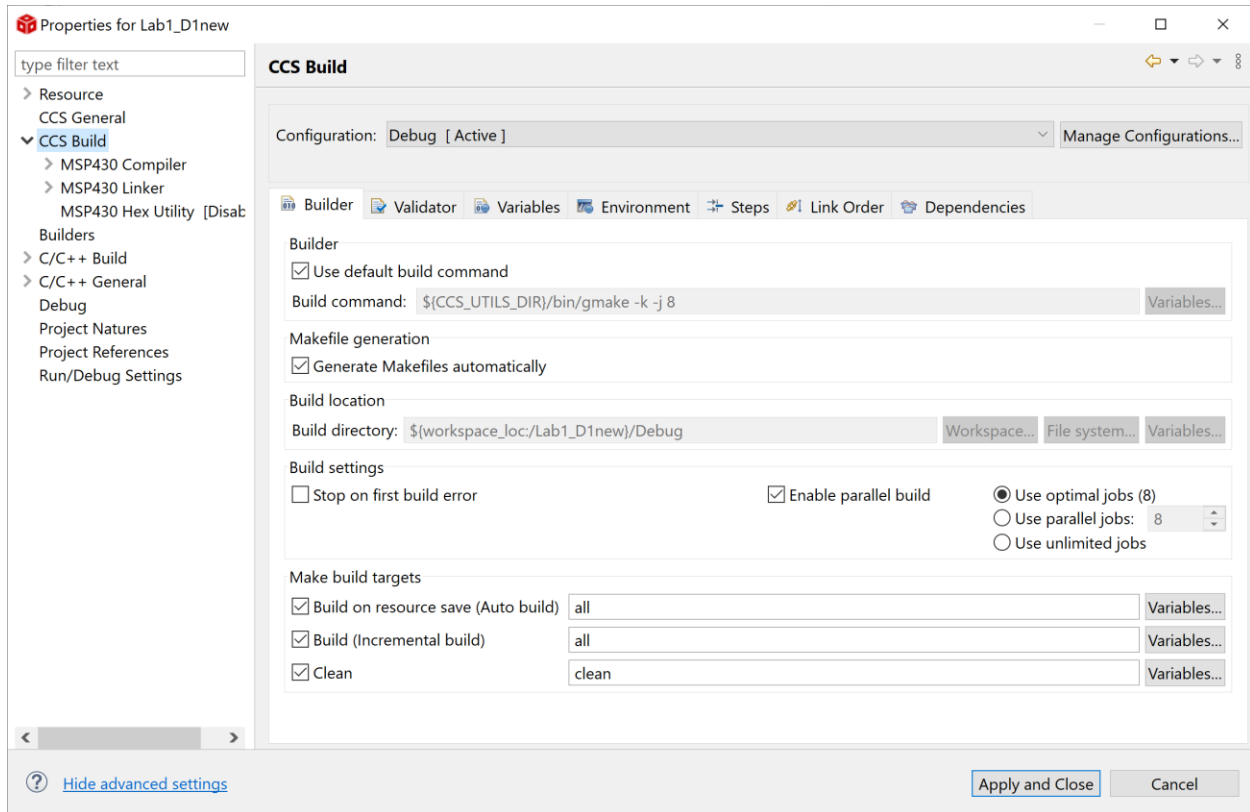 Properties for Lab1_D1new
type filter text
Resource
CCS General
CCS Build
MSP430 Compiler
MSP430 Linker
MSP430 Hex Utility [Disab
Builders
C/C++ Build
C/C++ General
Debug
Project Natures
Project References
Run/Debug Settings
CCS Build
Configuration: Debug [ Active ] Manage Configurations...
Builder Validator Variables Environment Steps Link Order Dependencies
Builder
Use default build command
Build command: ${CCS_UTILS_DIR}/bin/gmake -k -j 8 Variables...
Makefile generation
Generate Makefiles automatically
Build location
Build directory: ${workspace_loc:/Lab1_D1new}/Debug Workspace... File system... Variables...
Build settings
Stop on first build error Enable parallel build Use optimal jobs (8)
Use parallel jobs: 8
Use unlimited jobs
Make build targets
Build on resource save (Auto build) all Variables...
Build (Incremental build) all Variables...
Clean clean Variables...
? Hide advanced settings Apply and Close Cancel